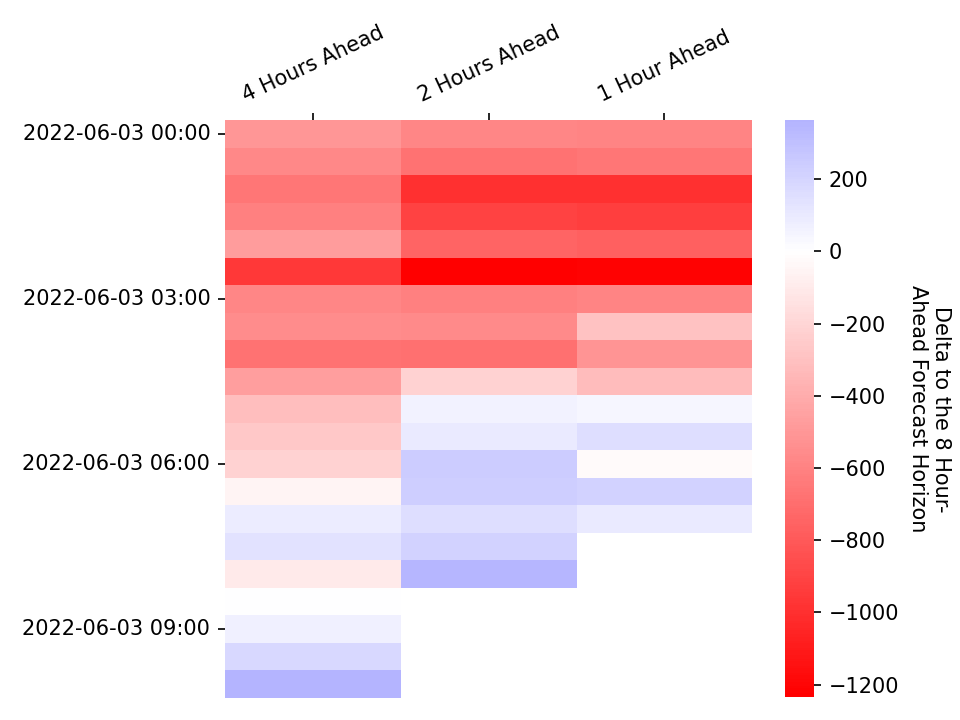 4 Hours Ahead
2 Hours Ahead
1 Hour Ahead
2022-06-03 00:00
2022-06-03 03:00
2022-06-03 06:00
2022-06-03 09:00
200
0
−200
−400
−600
−800
−1000
−1200
Delta to the 8 Hour-
Ahead Forecast Horizon